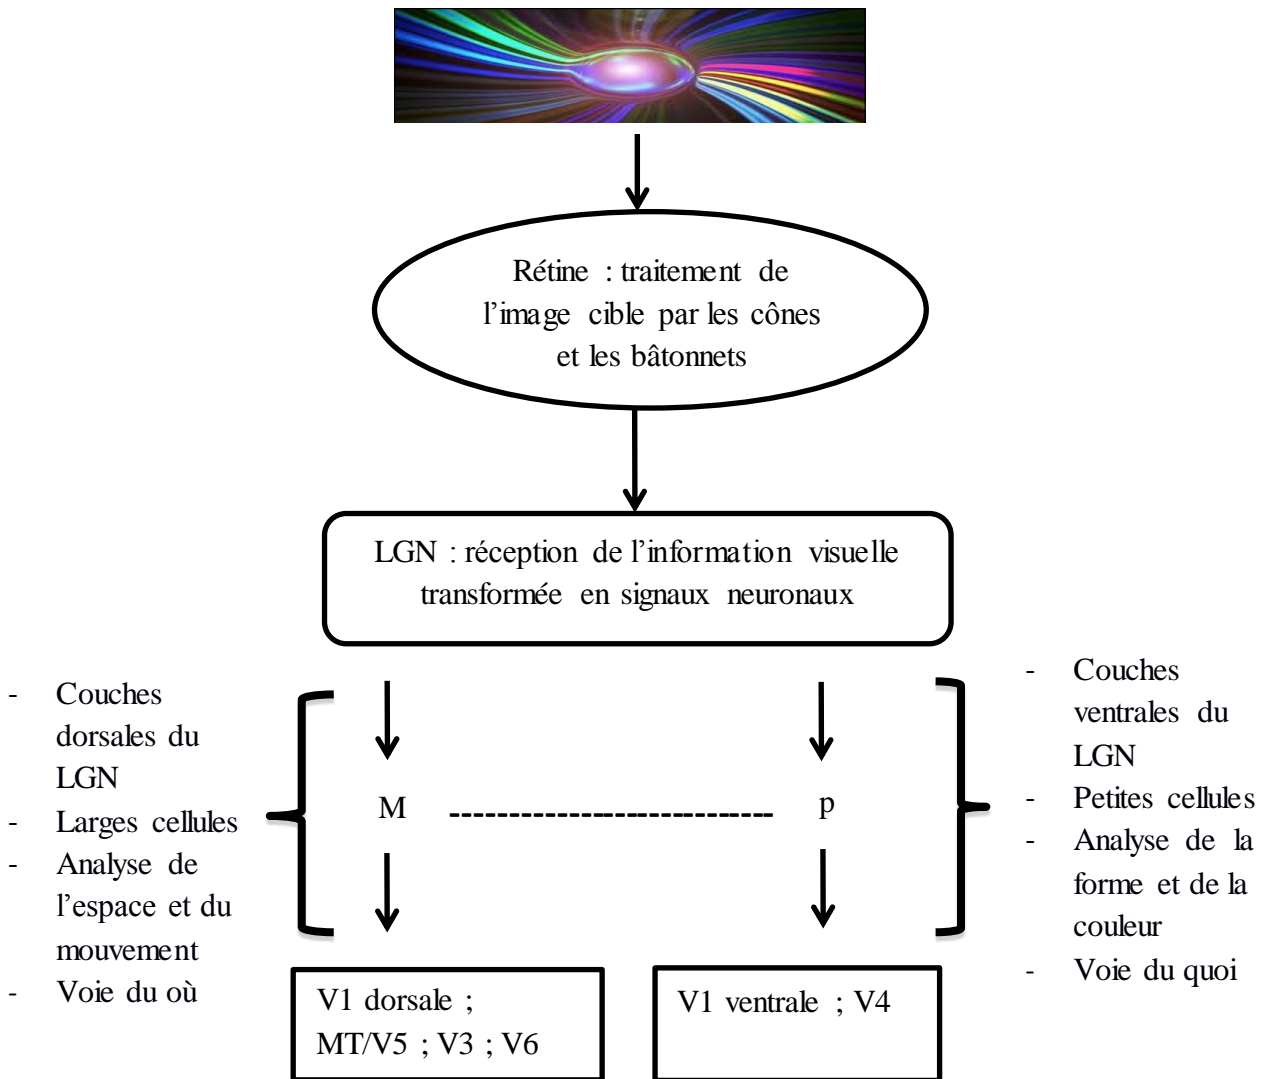 Rétine : traitement de
l’image cible par les cônes
et les bâtonnets
LGN : réception de l’information visuelle
transformée en signaux neuronaux
- Couches
dorsales du
LGN
- Larges cellules
- Analyse de
l’espace et du
mouvement
- Voie du où
M
p
- Couches
ventrales du
LGN
- Petites cellules
- Analyse de la
forme et de la
couleur
- Voie du quoi
V1 dorsale ;
MT/V5 ; V3 ; V6
V1 ventrale ; V4